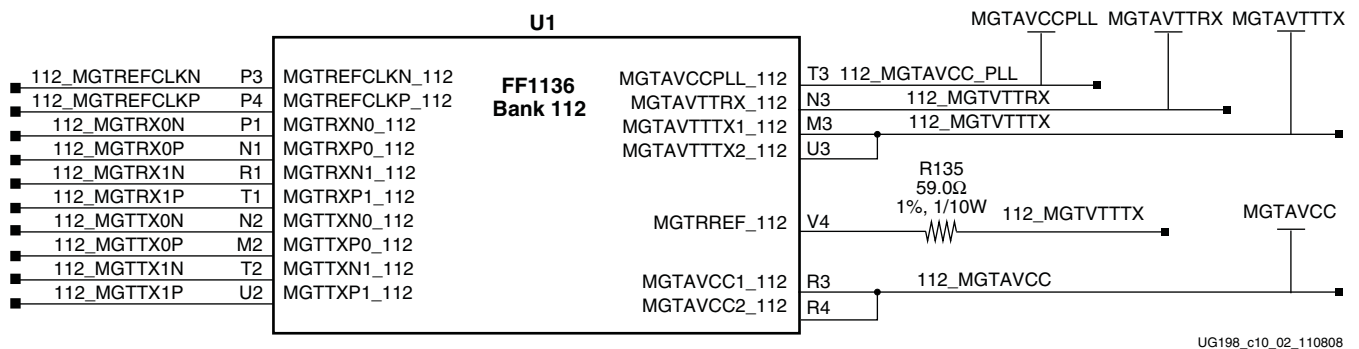 U1
MGTAVCCPLL MGTAVTTRX MGTAVTTTX
FF1136
Bank 112
112_MGTREFCLKN P3 MGTREFCLKN_112
112_MGTREFCLKP P4 MGTREFCLKP_112
112_MGTRX0N P1 MGTRXN0_112
112_MGTRX0P N1 MGTRXP0_112
112_MGTRX1N R1 MGTRXN1_112
112_MGTRX1P T1 MGTRXP1_112
112_MGTTX0N N2 MGTTXN0_112
112_MGTTX0P M2 MGTTXP0_112
112_MGTTX1N T2 MGTTXN1_112
112_MGTTX1P U2 MGTTXP1_112
MGTAVCCPLL_112 T3 112_MGTAVCC_PLL
MGTAVTTRX_112 N3 112_MGTVTTRX
MGTAVTTTX1_112 M3 112_MGTVTTTX
MGTAVTTTX2_112 U3
R135
59.0Ω
1%, 1/10W
MGTRREF_112 V4 112_MGTVTTTX
MGTAVCC
MGTAVCC1_112 R3 112_MGTAVCC
MGTAVCC2_112 R4
UG198_c10_02_110808